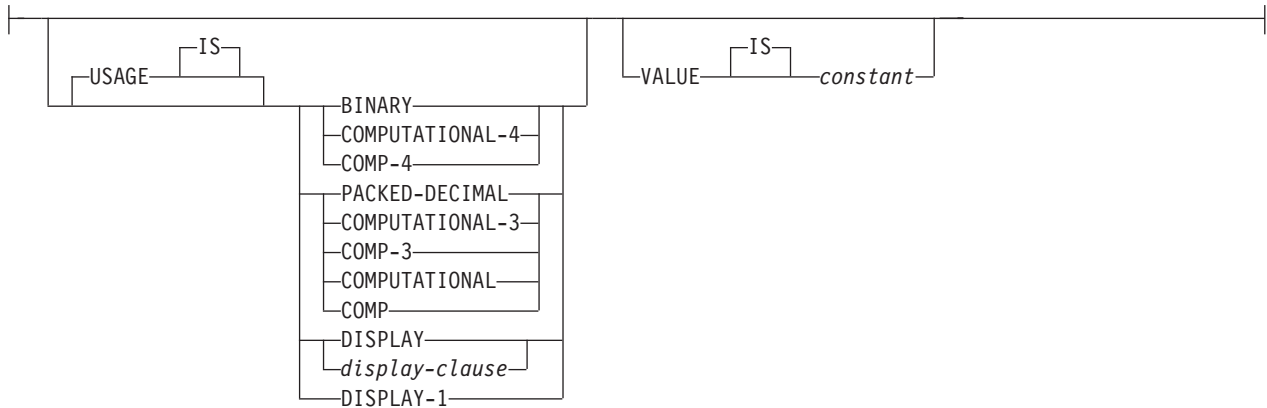 IS IS
USAGE VALUE constant
BINARY
COMPUTATIONAL-4
COMP-4
PACKED-DECIMAL
COMPUTATIONAL-3
COMP-3
COMPUTATIONAL
COMP
DISPLAY
display-clause
DISPLAY-1